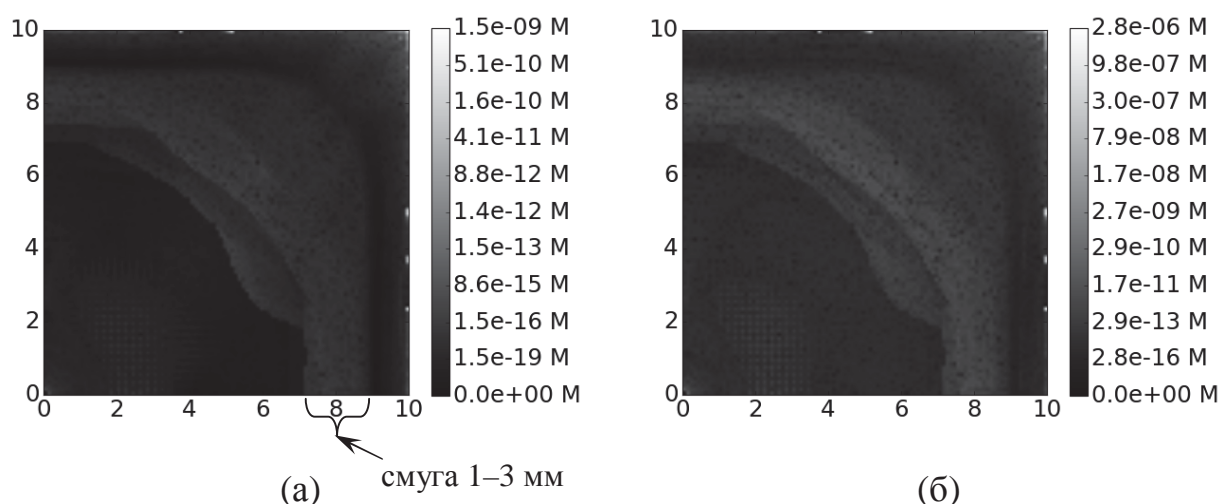 10
8
6
4
2
0
0 2 4 6 8 10
1.5e-09 M
5.1e-10 M
1.6e-10 M
4.1e-11 M
8.8e-12 M
1.4e-12 M
1.5e-13 M
8.6e-15 M
1.5e-16 M
1.5e-19 M
0.0e+00 M
смуга 1–3 мм
(а)
10
8
6
4
2
0
0 2 4 6 8 10
2.8e-06 M
9.8e-07 M
3.0e-07 M
7.9e-08 M
1.7e-08 M
2.7e-09 M
2.9e-10 M
1.7e-11 M
2.9e-13 M
2.8e-16 M
0.0e+00 M
(б)